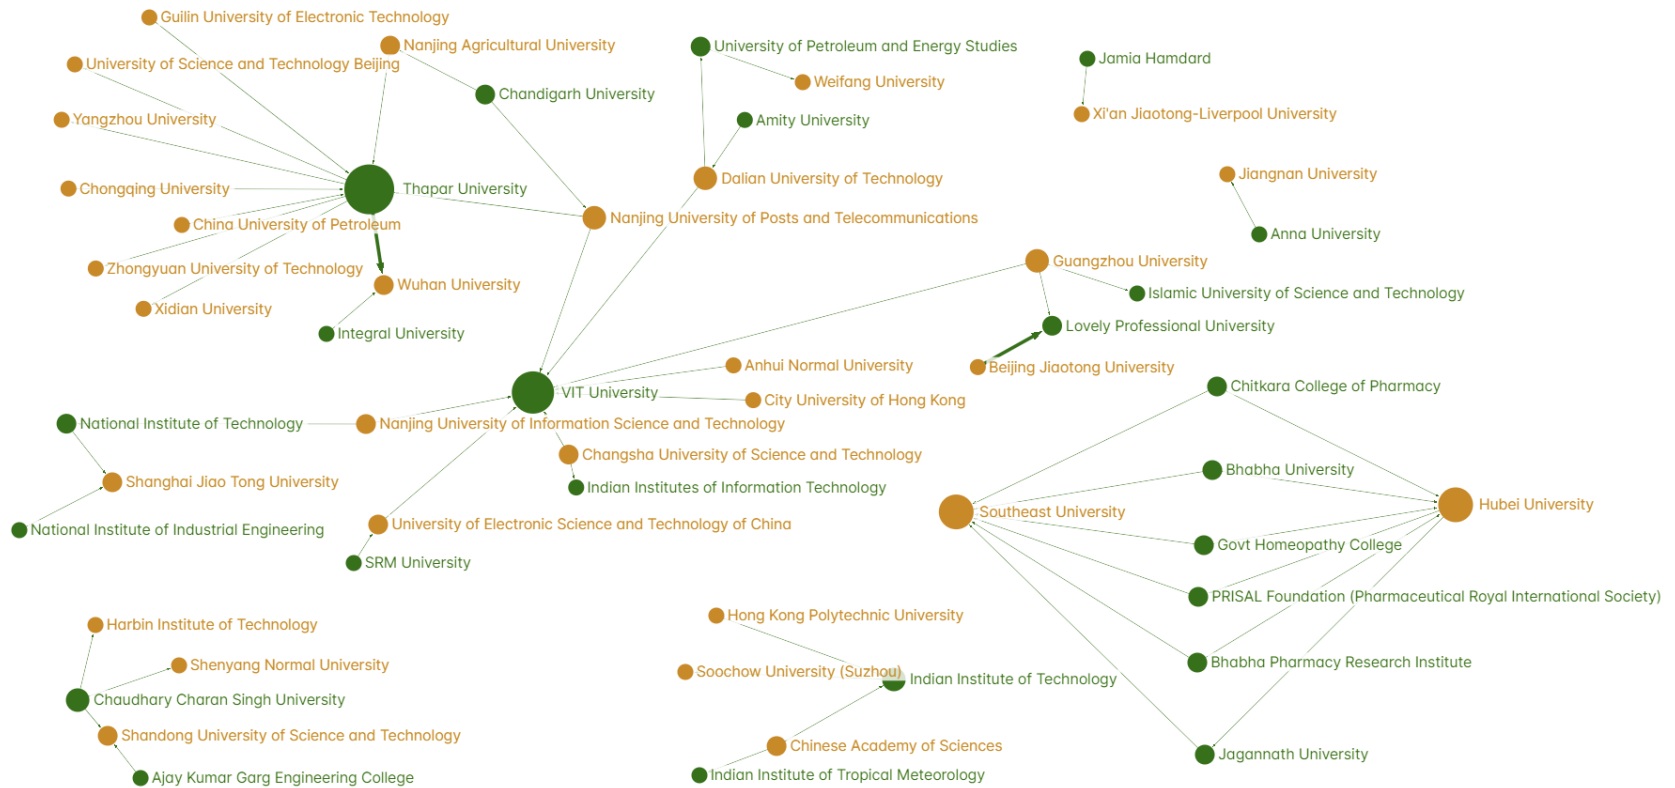 Guilin University of Electronic Technology
Nanjing Agricultural University
University of Petroleum and Energy Studies
Jamia Hamdard
University of Science and Technology Beijing
Weifang University
Chandigarh University
Xi'an Jiaotong-Liverpool University
Yangzhou University
Amity University
Jiangnan University
Chongqing University
Thapar University
Dalian University of Technology
Nanjing University of Posts and Telecommunications
China University of Petroleum
Anna University
Zhongyuan University of Technology
Guangzhou University
Wuhan University
Islamic University of Science and Technology
Xidian University
Integral University
Lovely Professional University
Anhui Normal University
Beijing Jiaotong University
VIT University
City University of Hong Kong
Chitkara College of Pharmacy
National Institute of Technology
Nanjing University of Information Science and Technology
Changsha University of Science and Technology
Bhabha University
Shanghai Jiao Tong University
Indian Institutes of Information Technology
Southeast University
Hubei University
National Institute of Industrial Engineering
University of Electronic Science and Technology of China
Govt Homeopathy College
SRM University
PRISAL Foundation (Pharmaceutical Royal International Society)
Harbin Institute of Technology
Hong Kong Polytechnic University
Shenyang Normal University
Soochow University (Suzhou)
Indian Institute of Technology
Bhabha Pharmacy Research Institute
Chaudhary Charan Singh University
Shandong University of Science and Technology
Chinese Academy of Sciences
Jagannath University
Ajay Kumar Garg Engineering College
Indian Institute of Tropical Meteorology